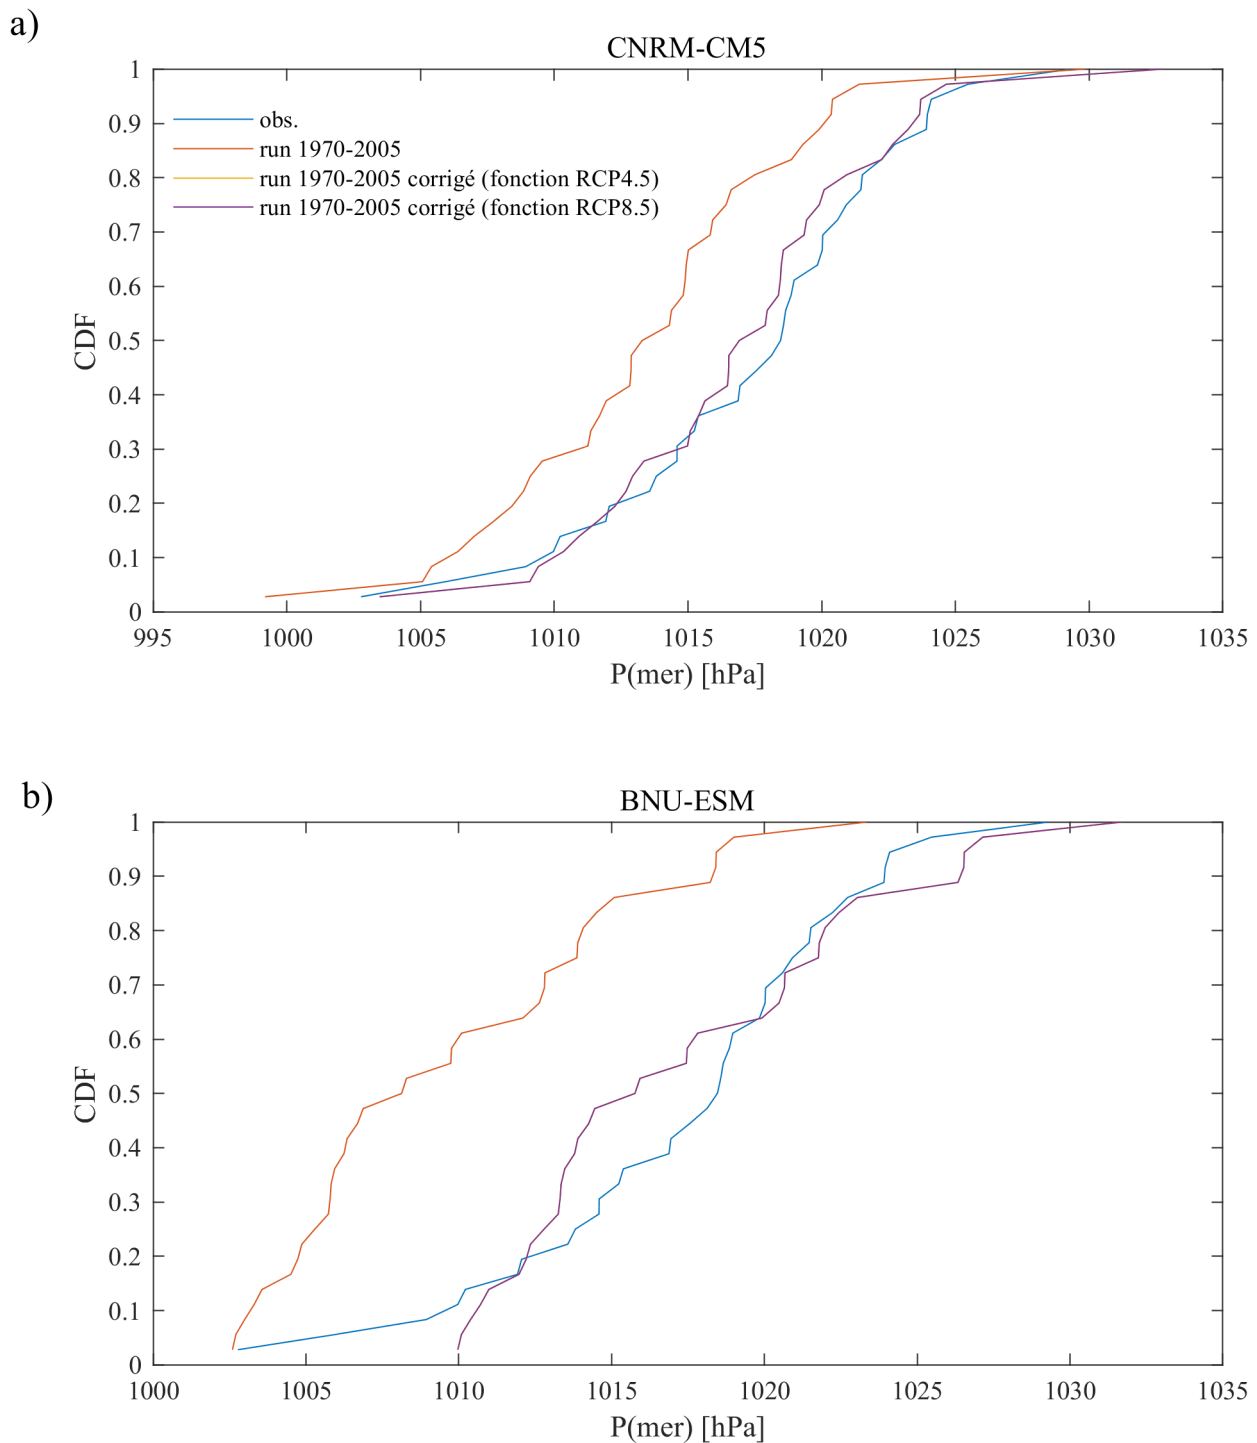 a)
CNRM-CM5
1
0.9
0.8
0.7
0.6
0.5
0.4
0.3
0.2
0.1
0
CDF
obs.
run 1970-2005
run 1970-2005 corrigé (fonction RCP4.5)
run 1970-2005 corrigé (fonction RCP8.5)
995 1000 1005 1010 1015 1020 1025 1030 1035
P(mer) [hPa]
b)
BNU-ESM
1
0.9
0.8
0.7
0.6
0.5
0.4
0.3
0.2
0.1
0
CDF
1000 1005 1010 1015 1020 1025 1030 1035
P(mer) [hPa]